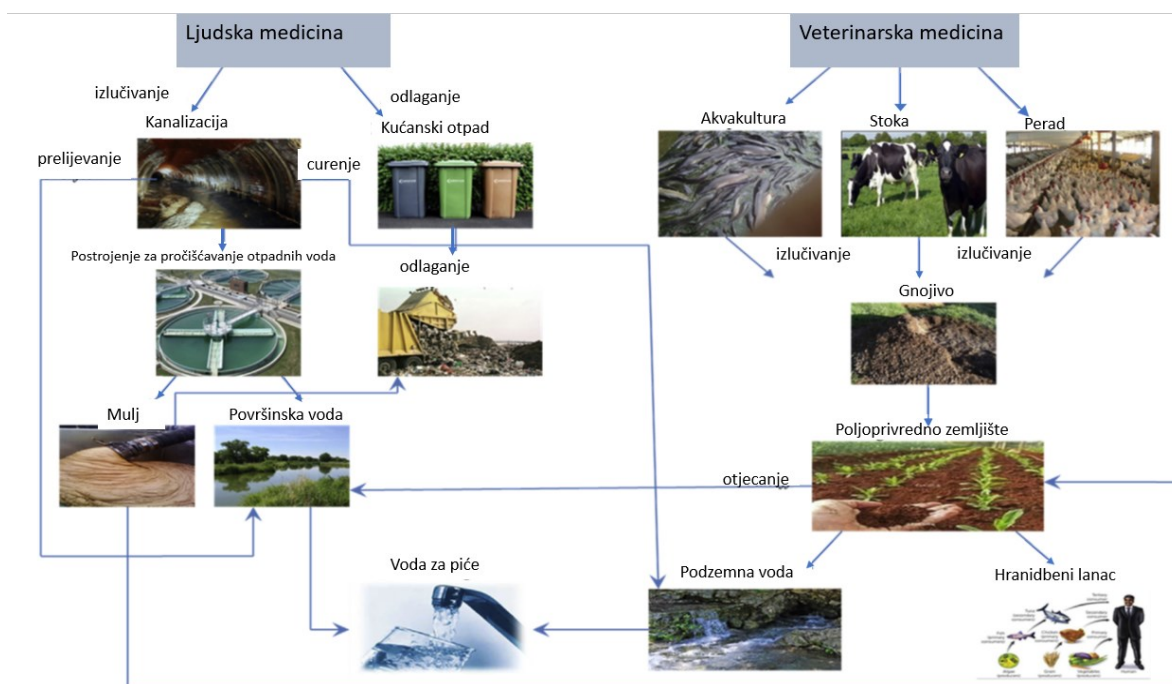 Ljudska medicina
Veterinarska medicina
izlučivanje
odlaganje
Kanalizacija
Kućanski otpad
Akvakultura
Stoka
Perad
prelijevanje
curenje
Postrojenje za pročišćavanje otpadnih voda
odlaganje
izlučivanje
izlučivanje
Gnojivo
Mulj
Površinska voda
Poljoprivredno zemljište
otjecanje
Voda za piće
Podzemna voda
Hranidbeni lanac